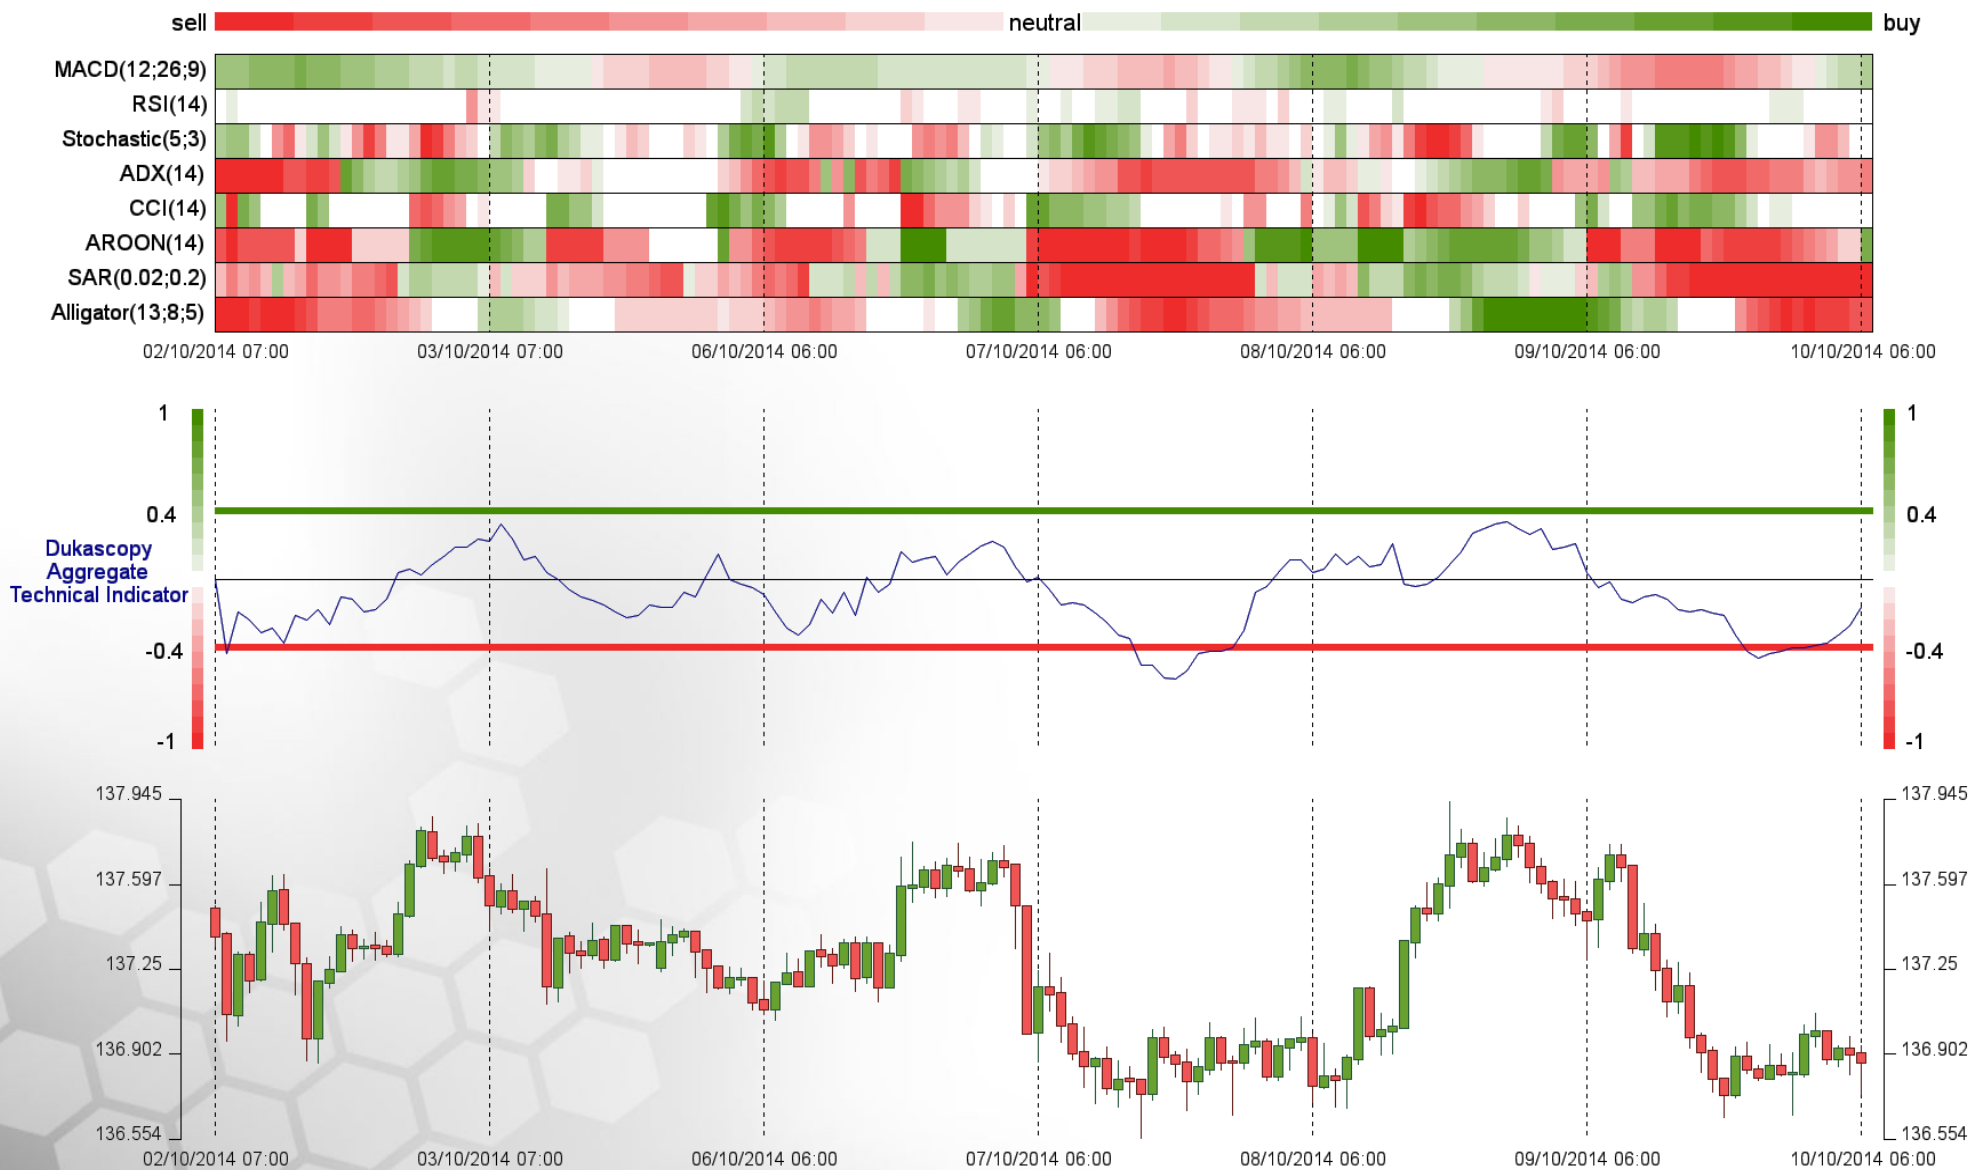 sell neutral buy
MACD(12;26;9)
RSI(14)
Stochastic(5;3)
ADX(14)
CCI(14)
AROON(14)
SAR(0.02;0.2)
Alligator(13;8;5)
02/10/2014 07:00 03/10/2014 07:00 06/10/2014 06:00 07/10/2014 06:00 08/10/2014 06:00 09/10/2014 06:00 10/10/2014 06:00
1 1
0.4 0.4
Dukascopy
Aggregate
Technical Indicator
-0.4 -0.4
-1 -1
137.945 137.945
137.597 137.597
137.25 137.25
136.902 136.902
136.554 136.554
02/10/2014 07:00 03/10/2014 07:00 06/10/2014 06:00 07/10/2014 06:00 08/10/2014 06:00 09/10/2014 06:00 10/10/2014 06:00